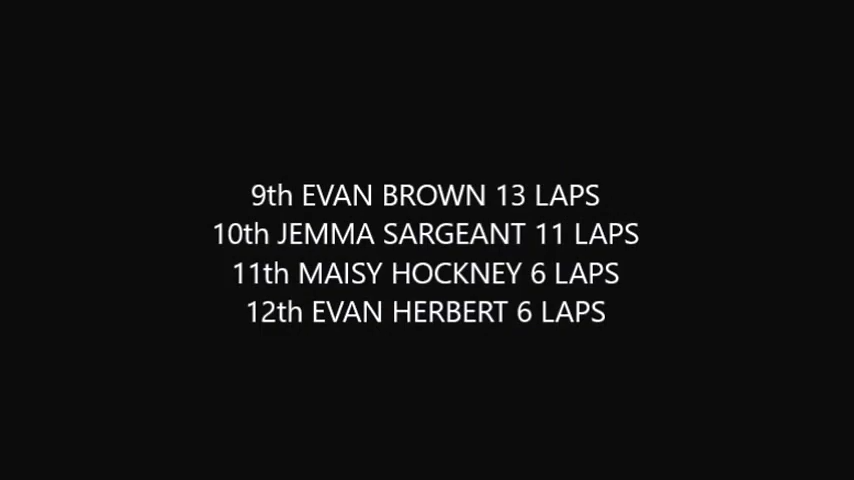 9th EVAN BROWN 13 LAPS
10th JEMMA SARGEANT 11 LAPS
11th MAISY HOCKNEY 6 LAPS
12th EVAN HERBERT 6 LAPS